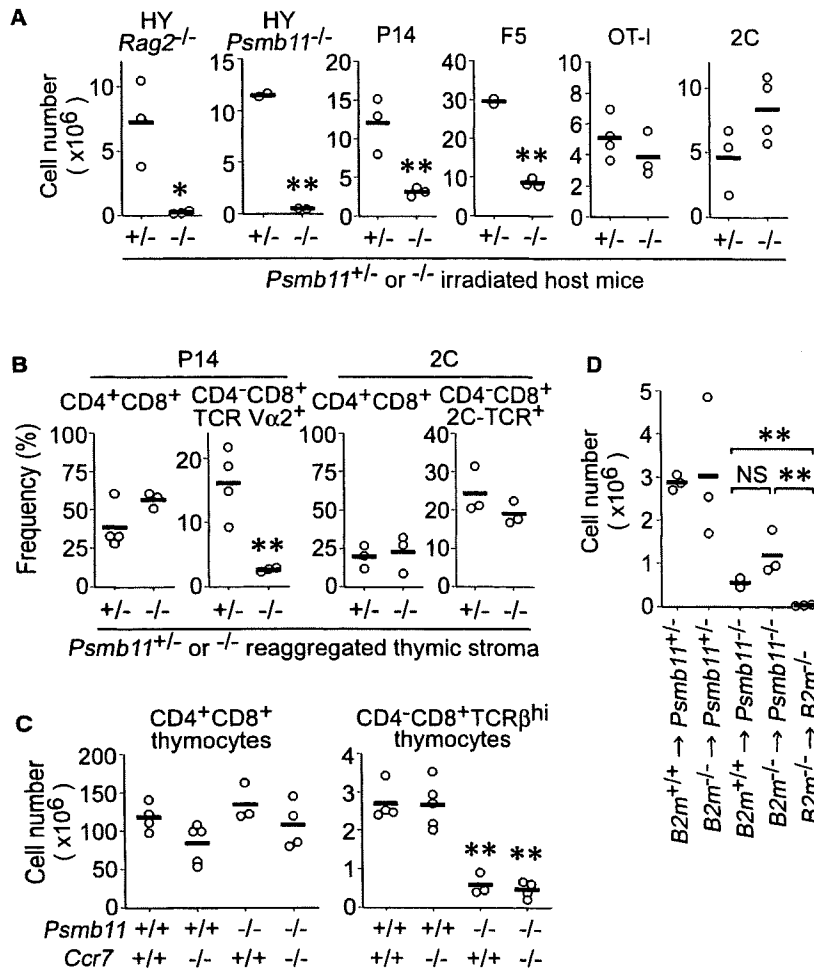 A
HY
Rag2-/-
HY
Psmb11-/-
P14
F5
OT-I
2C
Cell number
( x10⁶)
10
5
0
15
10
5
0
20
15
10
5
0
40
30
20
10
0
10
8
6
4
2
0
10
5
0
*
**
**
**
+/- -/- +/- -/- +/- -/- +/- -/- +/- -/- +/- -/-
Psmb11+/- or -/- irradiated host mice
B
P14
2C
CD4+CD8+
CD4-CD8+
TCR Vα2+
CD4+CD8+
CD4-CD8+
2C-TCR+
Frequency (%)
100
75
50
25
0
20
10
0
100
75
50
25
0
40
30
20
10
0
**
+/- -/- +/- -/- +/- -/- +/- -/-
Psmb11+/- or -/- reaggregated thymic stroma
C
CD4+CD8+
thymocytes
CD4-CD8+TCRβhi
thymocytes
Cell number
( x10⁶)
200
150
100
50
0
4
3
2
1
0
** **
Psmb11 +/+ +/+ -/- -/- +/+ +/+ -/- -/-
Ccr7 +/+ -/- +/+ -/- +/+ -/- +/+ -/-
D
Cell number
( x10⁶)
5
4
3
2
1
0
**
NS **
B2m+/+ → Psmb11+/-
B2m-/- → Psmb11+/-
B2m+/+ → Psmb11-/-
B2m-/- → Psmb11-/-
B2m-/- → B2m-/-